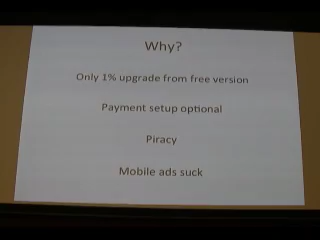 Why?
Only 1% upgrade from free version
Payment setup optional
Piracy
Mobile ads suck